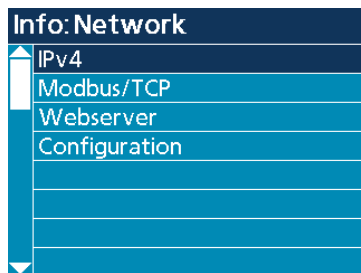 Info: Network
IPv4
Modbus/TCP
Webserver
Configuration